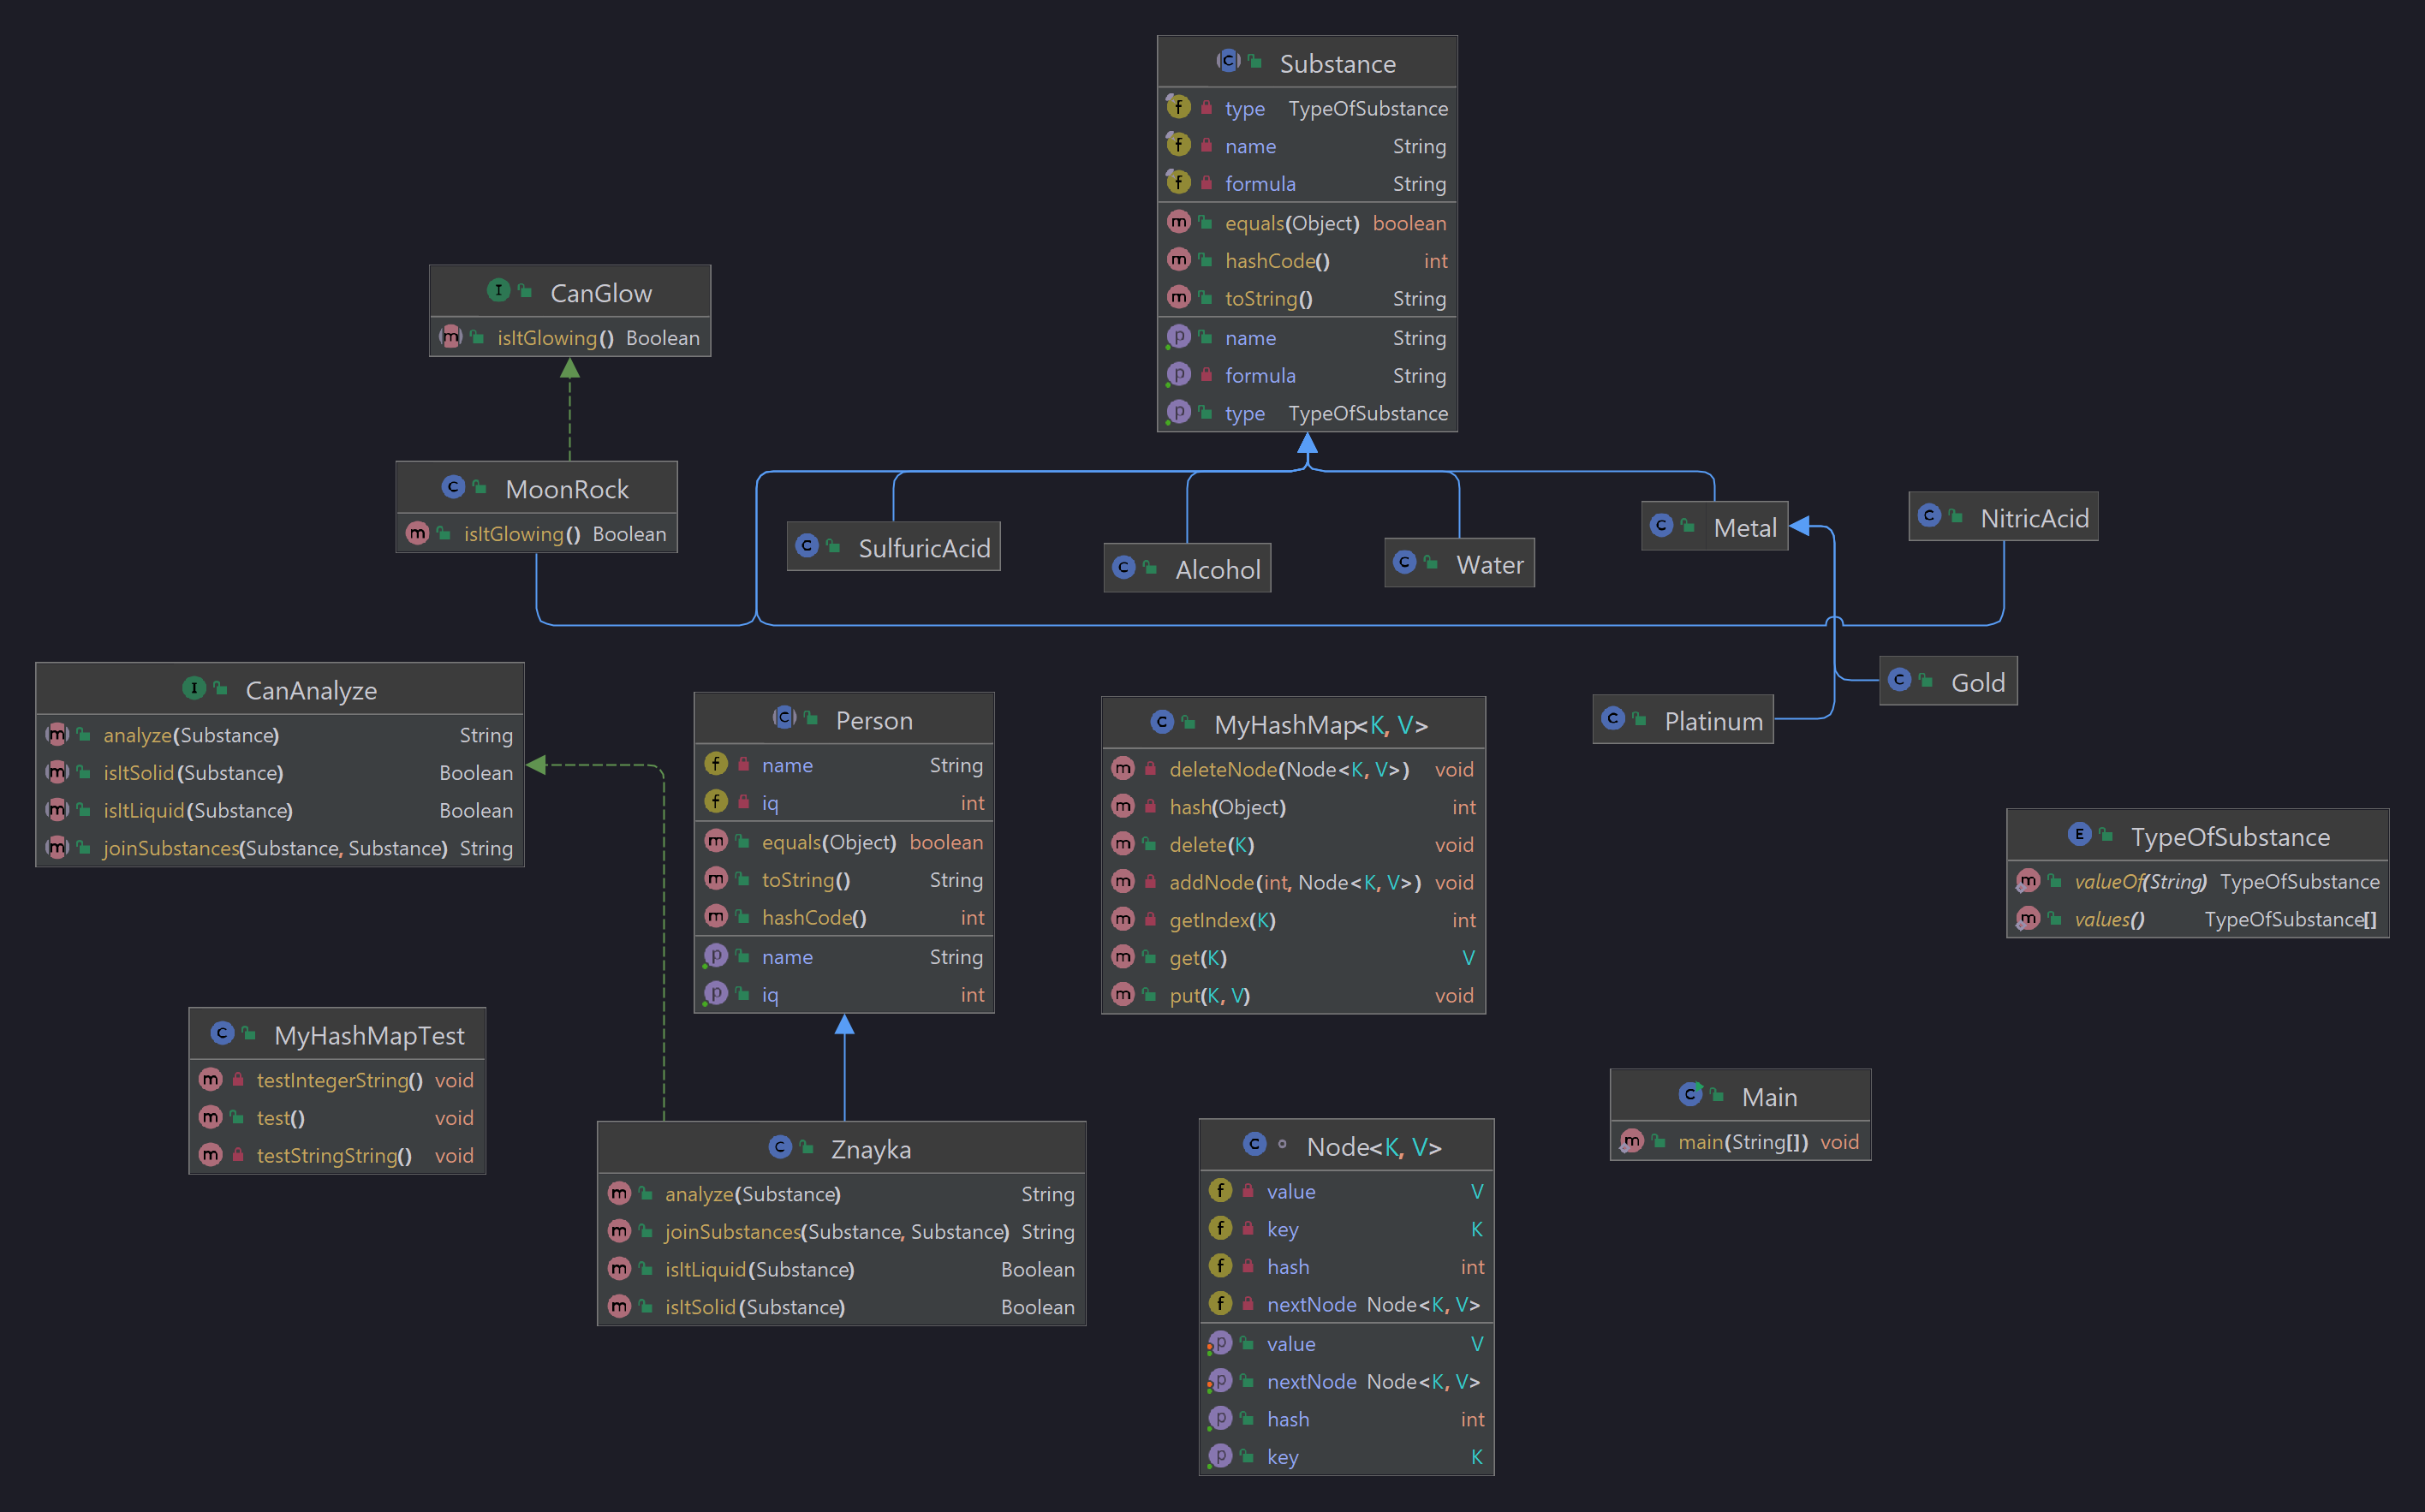 Substance
type TypeOfSubstance
name String
formula String
equals(Object) boolean
hashCode() int
toString() String
name String
formula String
type TypeOfSubstance
CanGlow
isItGlowing() Boolean
MoonRock
isItGlowing() Boolean
SulfuricAcid
Alcohol
Water
Metal
NitricAcid
Gold
Platinum
CanAnalyze
analyze(Substance) String
isItSolid(Substance) Boolean
isItLiquid(Substance) Boolean
joinSubstances(Substance, Substance) String
Person
name String
iq int
equals(Object) boolean
toString() String
hashCode() int
name String
iq int
MyHashMap<K, V>
deleteNode(Node<K, V>) void
hash(Object) int
delete(K) void
addNode(int, Node<K, V>) void
getIndex(K) int
get(K) V
put(K, V) void
TypeOfSubstance
valueOf(String) TypeOfSubstance
values() TypeOfSubstance[]
MyHashMapTest
testIntegerString() void
test() void
testStringString() void
Znayka
analyze(Substance) String
joinSubstances(Substance, Substance) String
isItLiquid(Substance) Boolean
isItSolid(Substance) Boolean
Node<K, V>
value V
key K
hash int
nextNode Node<K, V>
value V
nextNode Node<K, V>
hash int
key K
Main
main(String[]) void